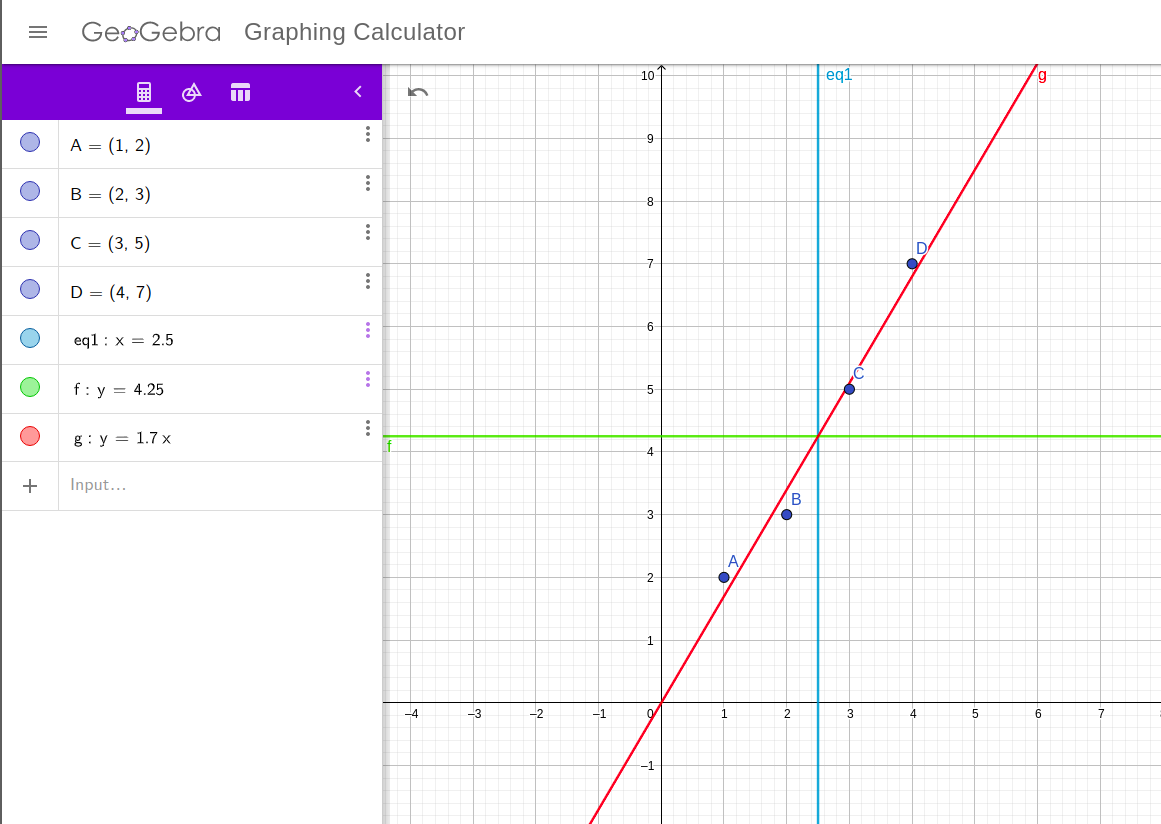 GeoGebra Graphing Calculator
A = (1, 2)
B = (2, 3)
C = (3, 5)
D = (4, 7)
eq1 : x = 2.5
f : y = 4.25
g : y = 1.7 x
+ Input...
eq1
g
10
9
8
D
7
6
C
5
f
4
B
3
A
2
1
–4 –3 –2 –1 0 1 2 3 4 5 6 7
–1